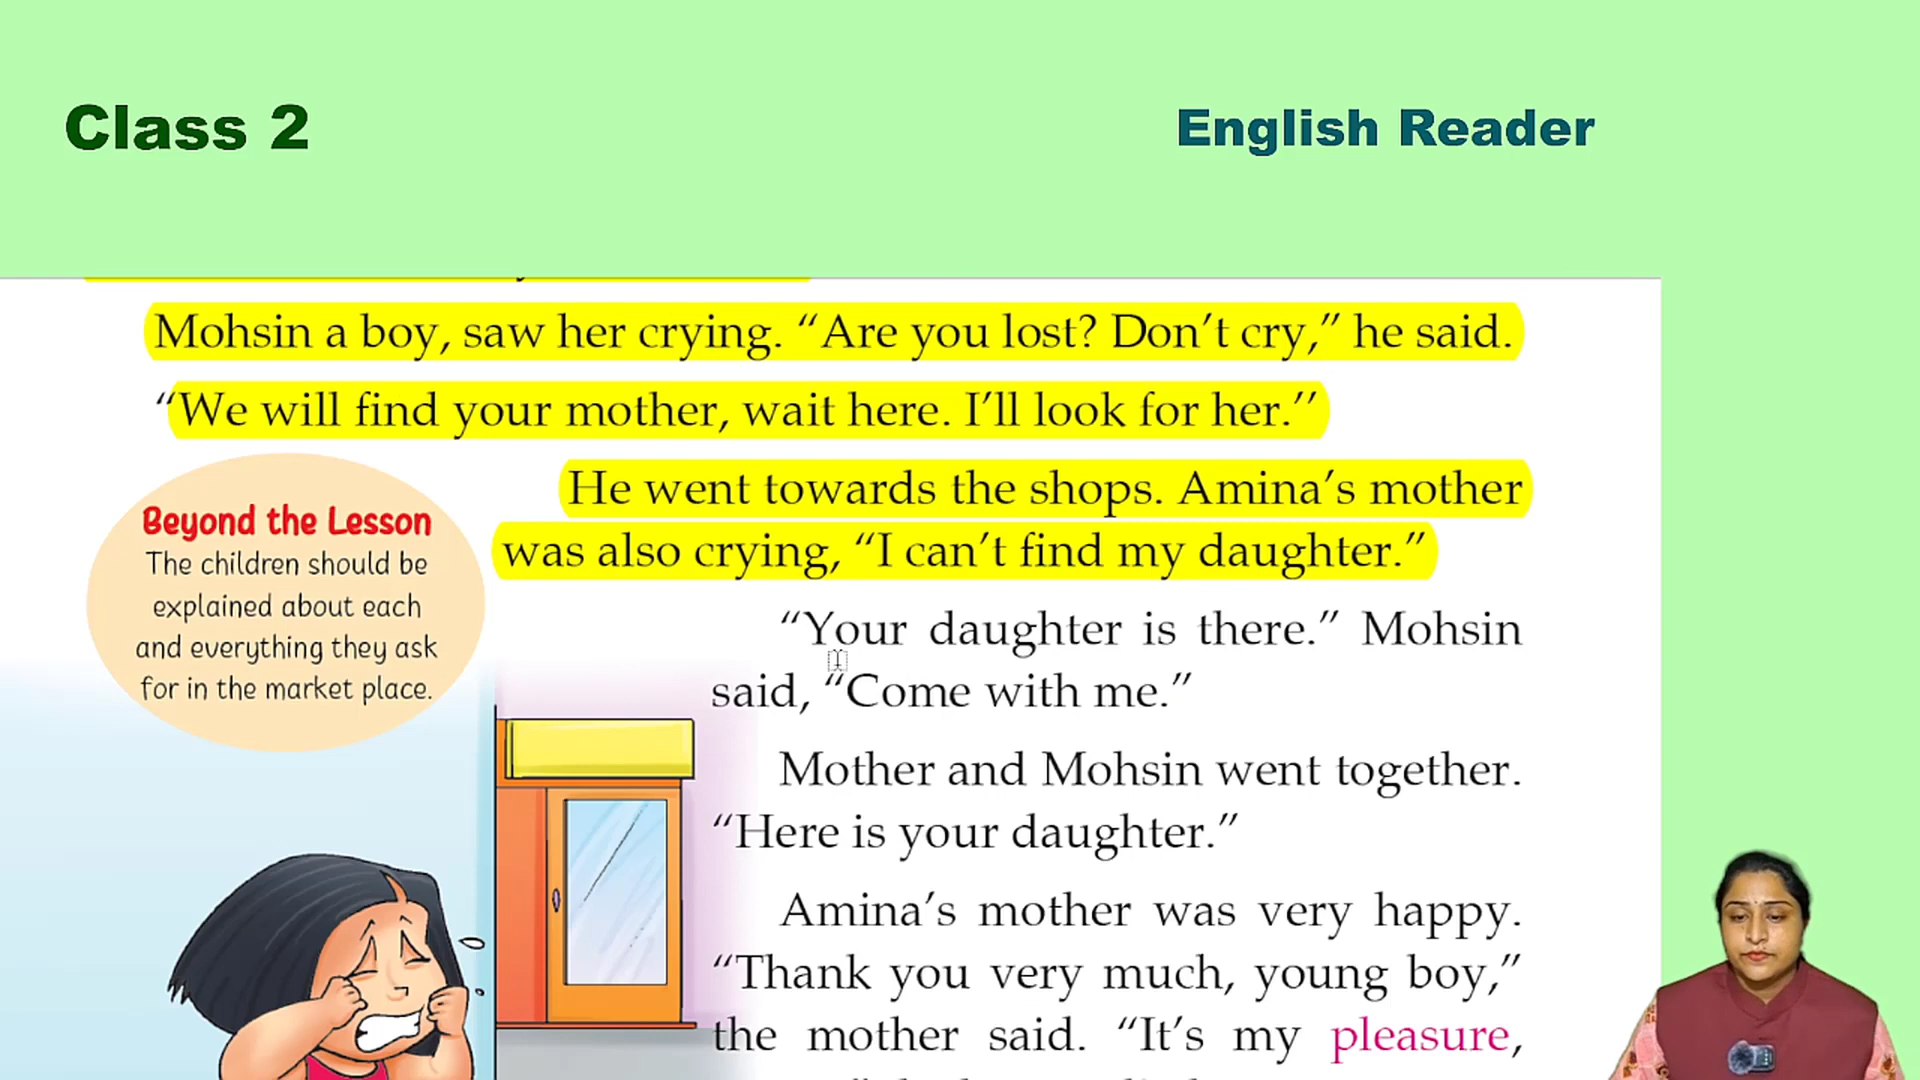 Class 2
English Reader
Mohsin a boy, saw her crying. “Are you lost? Don’t cry,” he said.
“We will find your mother, wait here. I’ll look for her.’’
He went towards the shops. Amina’s mother
was also crying, “I can’t find my daughter.”
Beyond the Lesson
The children should be
explained about each
and everything they ask
for in the market place.
“Your daughter is there.” Mohsin
said, “Come with me.”
Mother and Mohsin went together.
“Here is your daughter.”
Amina’s mother was very happy.
“Thank you very much, young boy,”
the mother said. “It’s my pleasure,